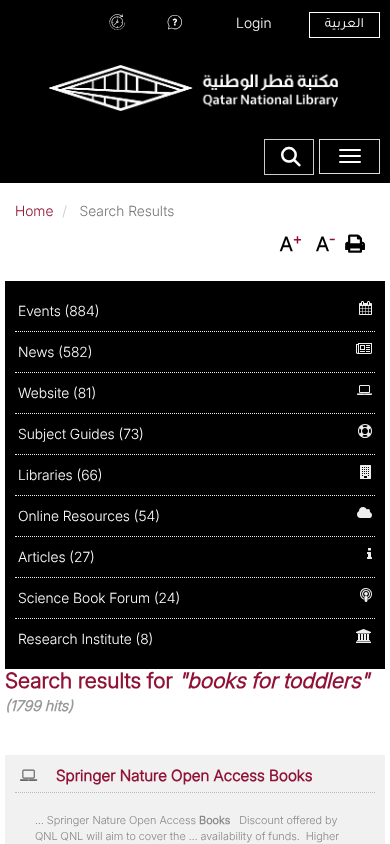 Login
العربية
مكتبة قطر الوطنية
Qatar National Library
Home / Search Results
A+ A-
Events (884)
News (582)
Website (81)
Subject Guides (73)
Libraries (66)
Online Resources (54)
Articles (27)
Science Book Forum (24)
Research Institute (8)
Search results for "books for toddlers"
(1799 hits)
Springer Nature Open Access Books
... Springer Nature Open Access Books Discount offered by
QNL QNL will aim to cover the ... availability of funds. Higher